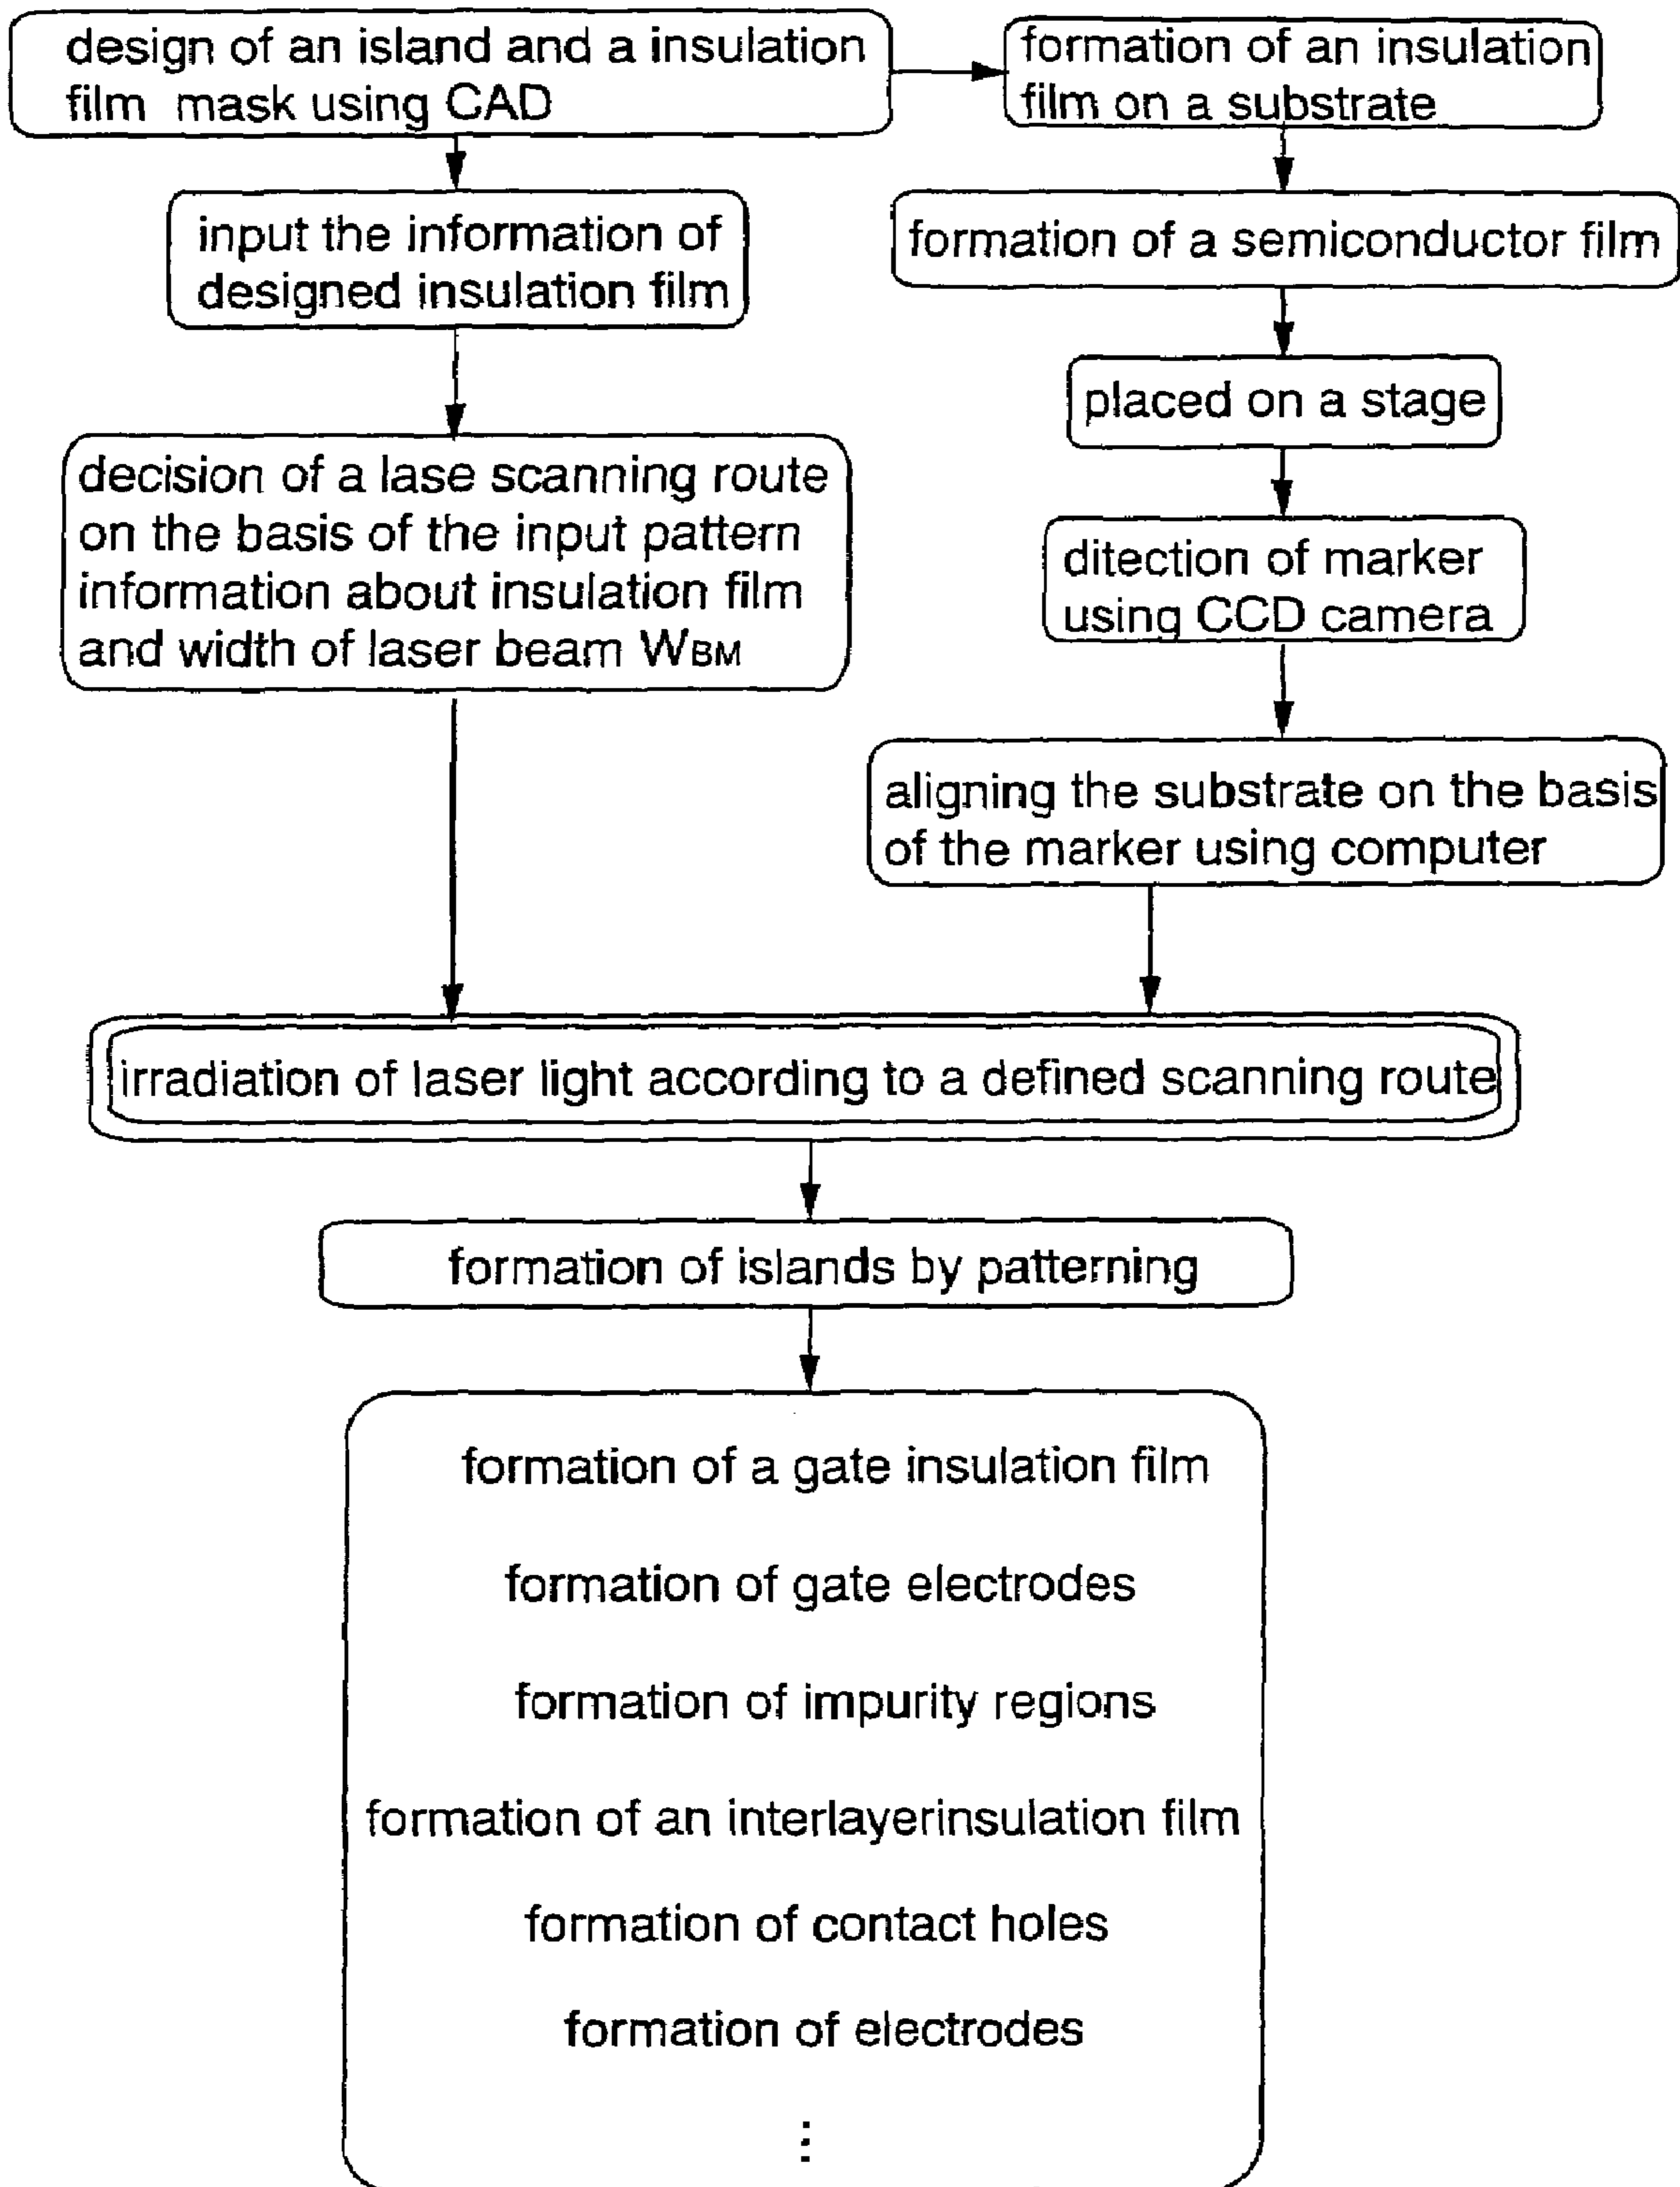 design of an island and a insulation
film mask using CAD
formation of an insulation
film on a substrate
input the information of
designed insulation film
formation of a semiconductor film
placed on a stage
decision of a lase scanning route
on the basis of the input pattern
information about insulation film
and width of laser beam WBM
ditection of marker
using CCD camera
aligning the substrate on the basis
of the marker using computer
irradiation of laser light according to a defined scanning route
formation of islands by patterning
formation of a gate insulation film
formation of gate electrodes
formation of impurity regions
formation of an interlayerinsulation film
formation of contact holes
formation of electrodes
⋮